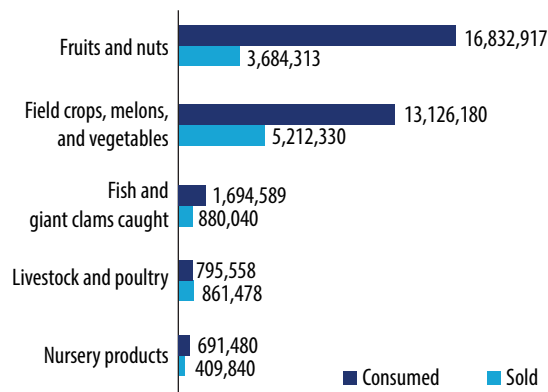 Fruits and nuts
16,832,917
3,684,313
Field crops, melons,
and vegetables
13,126,180
5,212,330
Fish and
giant clams caught
1,694,589
880,040
Livestock and poultry
795,558
861,478
Nursery products
691,480
409,840
Consumed
Sold